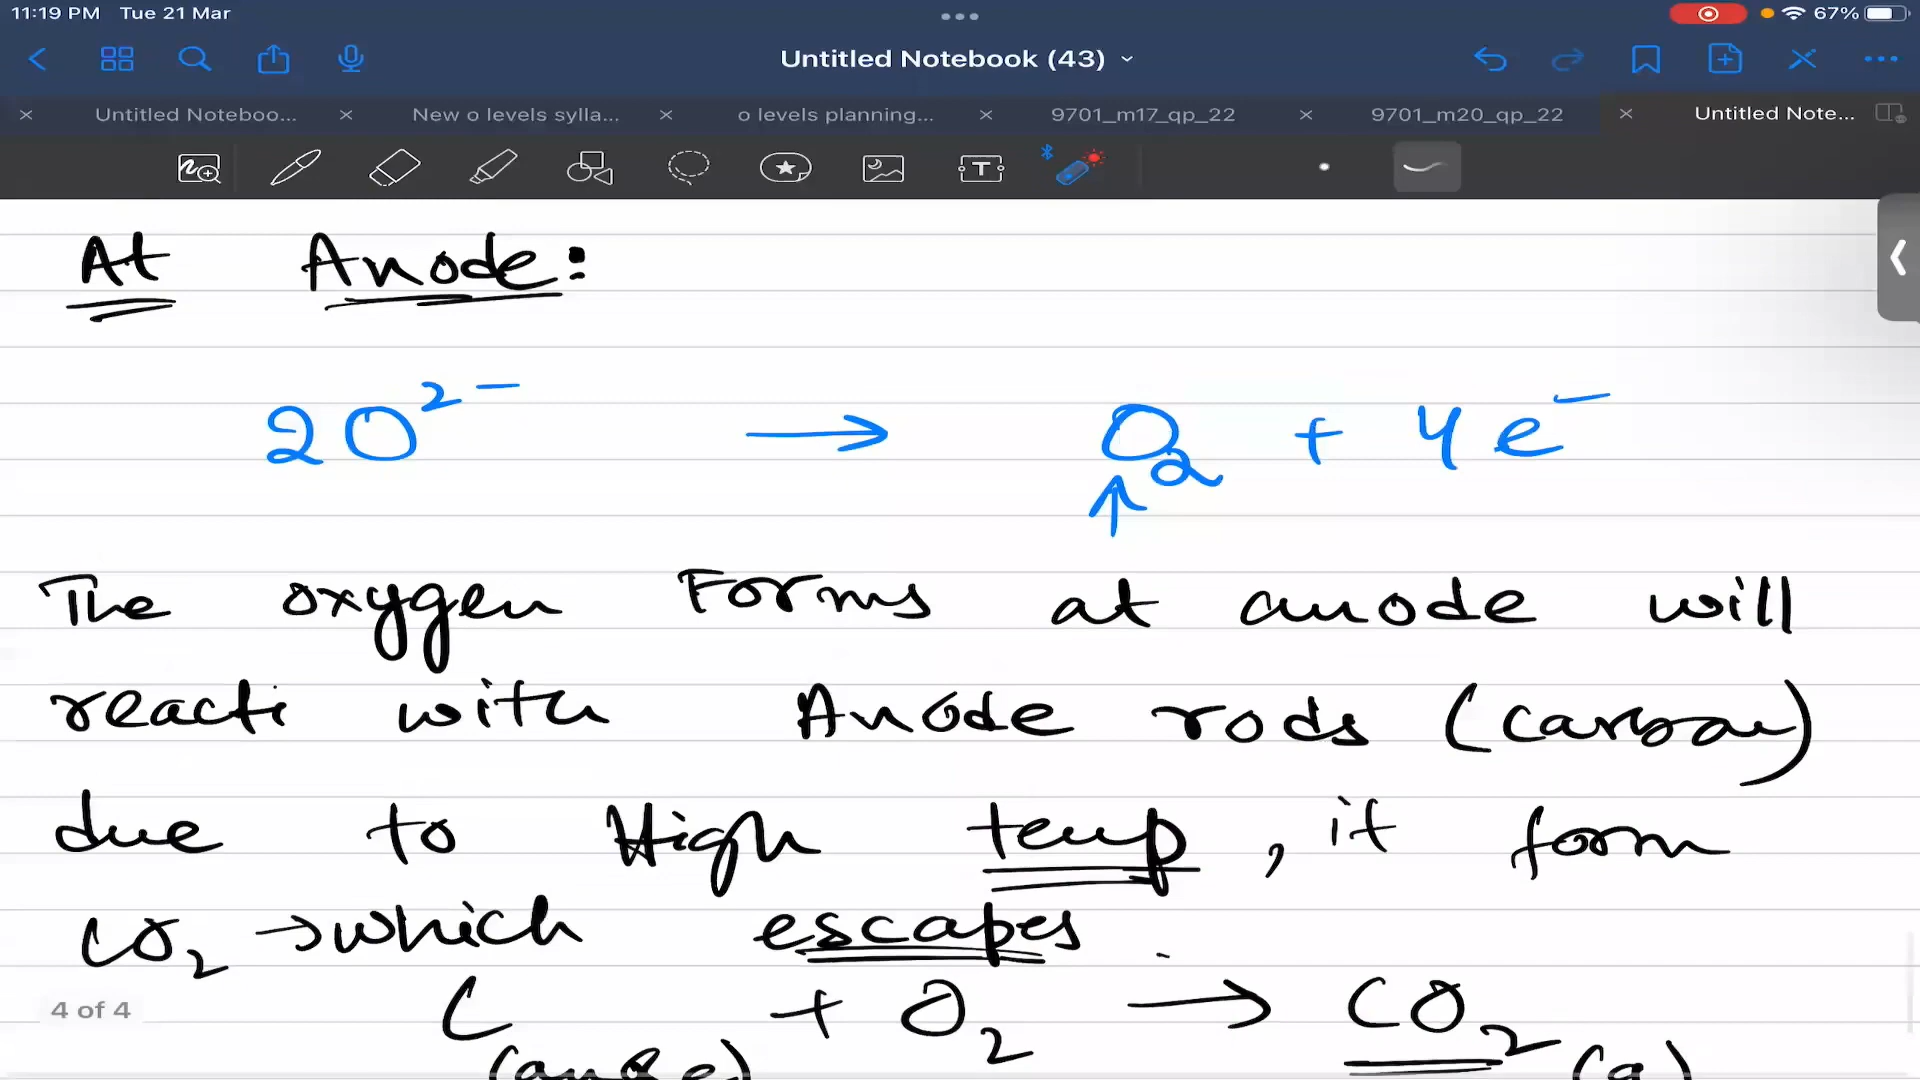 11:19 PM Tue 21 Mar
67%
Untitled Notebook (43)
Untitled Noteboo... New o levels sylla... o levels planning... 9701_m17_qp_22 9701_m20_qp_22 Untitled Note...
At Anode:
2O²⁻ → O₂ + 4e⁻
↑
The oxygen Forms at anode will
reacti with Anode rods (carbon)
due to High temp, it form
CO₂ → which escapes.
C + O₂ → CO₂
(anode) (g)
4 of 4